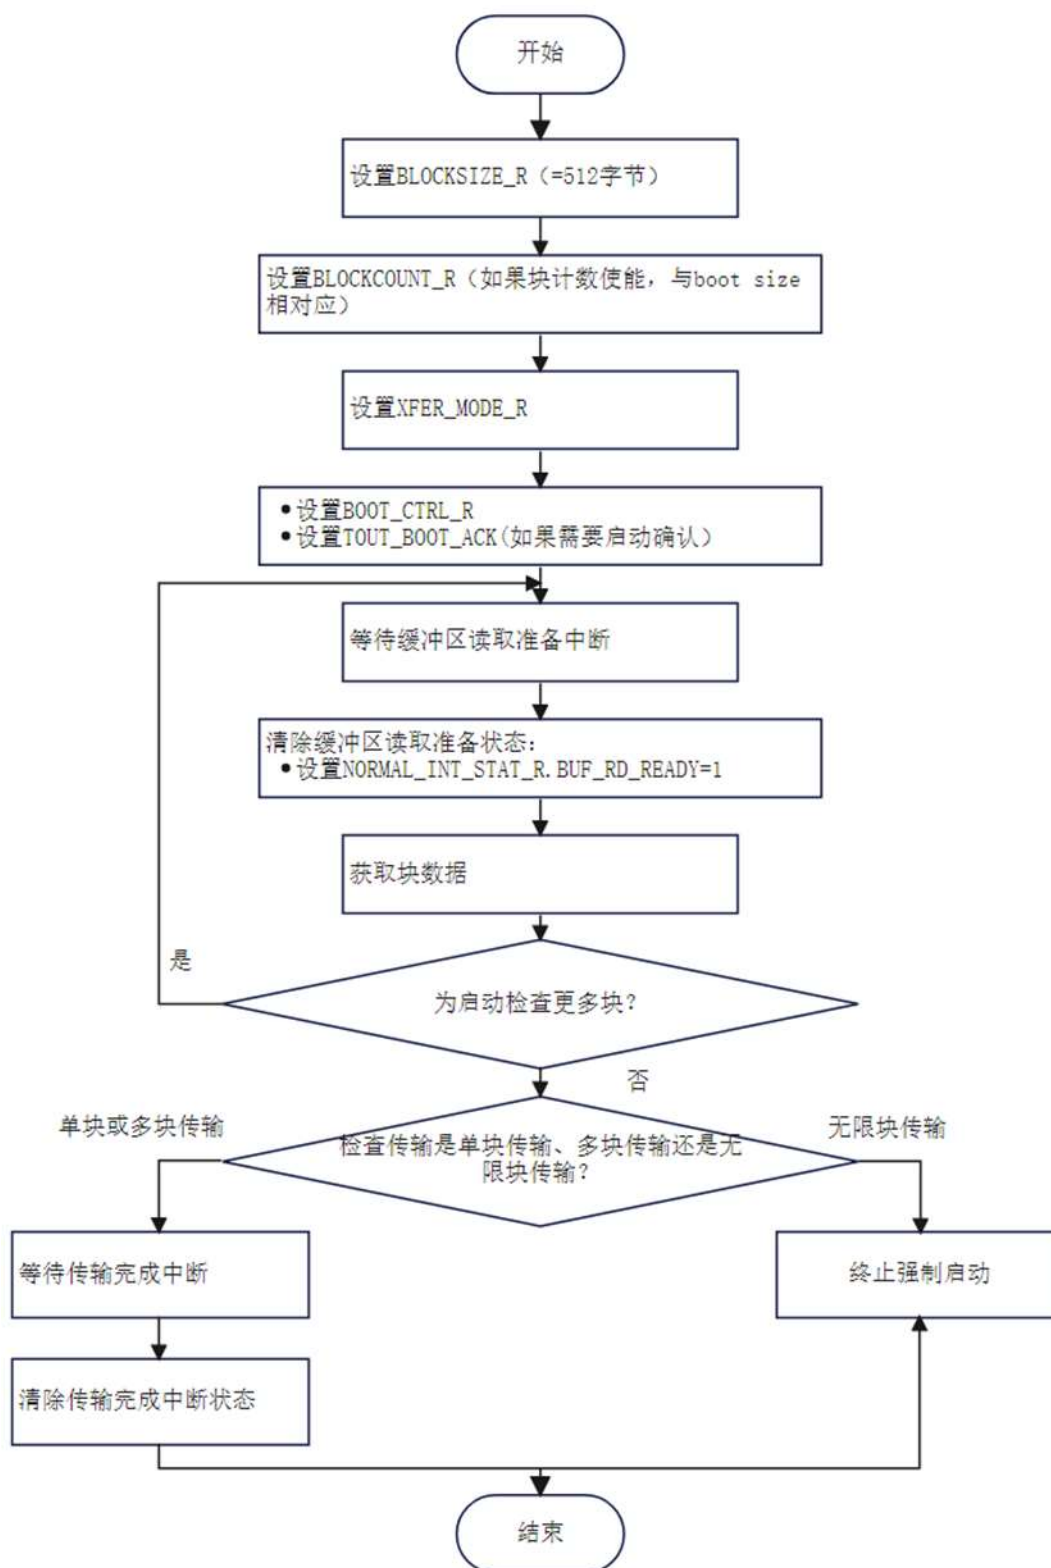 开始
设置BLOCKSIZE_R（=512字节）
设置BLOCKCOUNT_R（如果块计数使能，与boot size
相对应）
设置XFER_MODE_R
●设置BOOT_CTRL_R
●设置TOUT_BOOT_ACK(如果需要启动确认）
等待缓冲区读取准备中断
清除缓冲区读取准备状态：
●设置NORMAL_INT_STAT_R.BUF_RD_READY=1
获取块数据
是
为启动检查更多块？
否
单块或多块传输
无限块传输
检查传输是单块传输、多块传输还是无
限块传输？
等待传输完成中断
终止强制启动
清除传输完成中断状态
结束